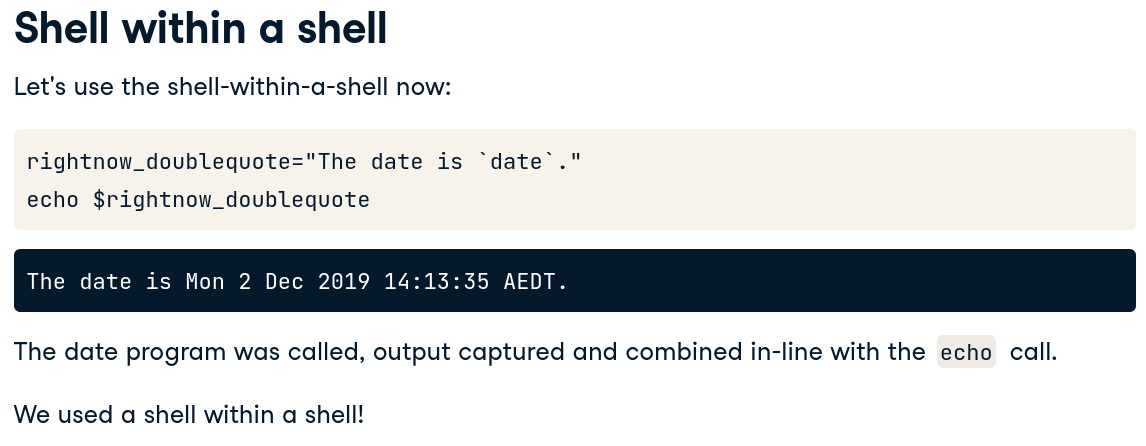 Shell within a shell
Let's use the shell-within-a-shell now:
rightnow_doublequote="The date is `date`."
echo $rightnow_doublequote
The date is Mon 2 Dec 2019 14:13:35 AEDT.
The date program was called, output captured and combined in-line with the echo call.
We used a shell within a shell!